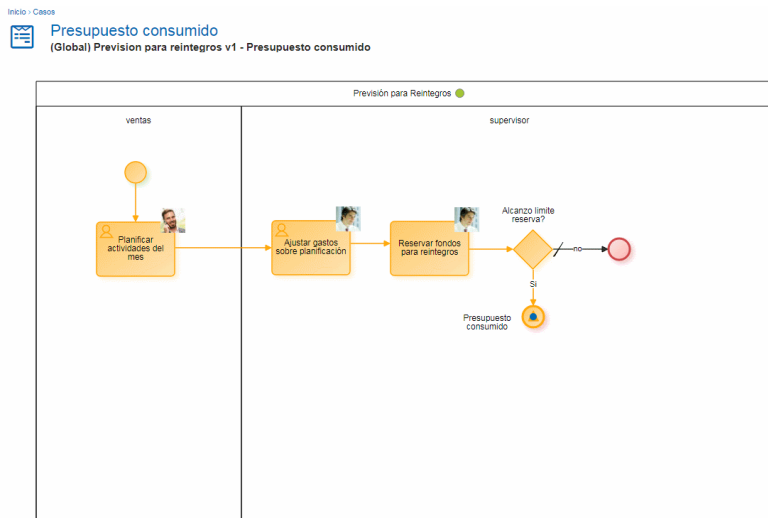 Inicio › Casos
Presupuesto consumido
(Global) Prevision para reintegros v1 - Presupuesto consumido
Previsión para Reintegros
ventas
supervisor
Planificar
actividades del
mes
Ajustar gastos
sobre planificación
Reservar fondos
para reintegros
Alcanzo limite
reserva?
no
Si
Presupuesto
consumido